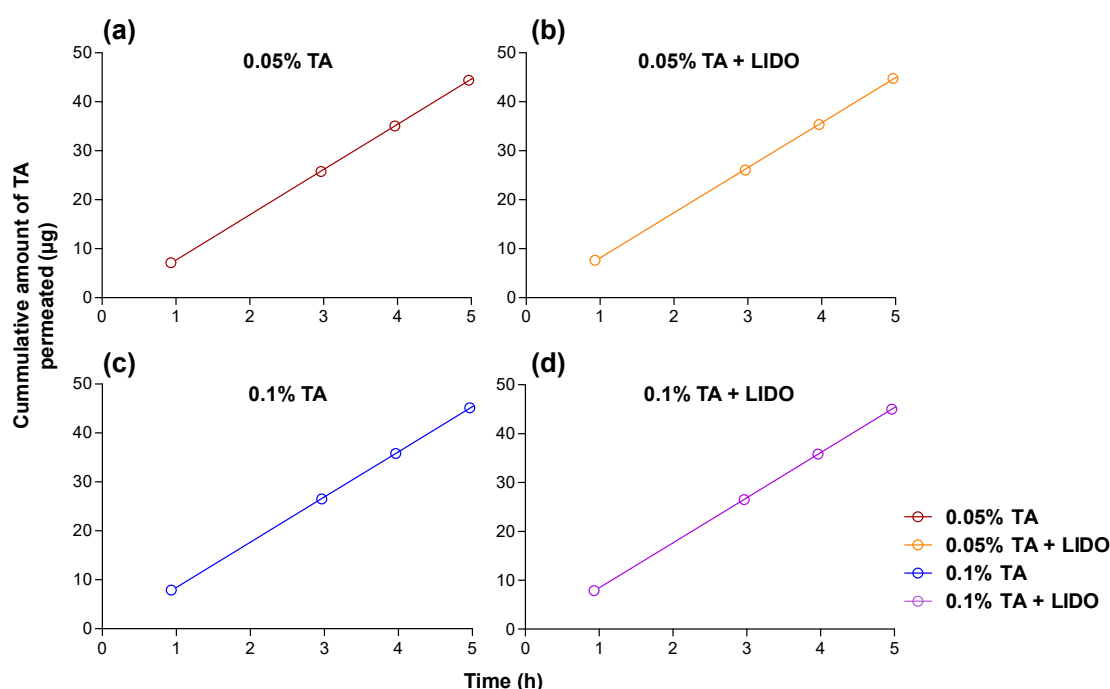 (a)
0.05% TA
50
40
30
20
10
0
0 1 2 3 4 5
(b)
0.05% TA + LIDO
50
40
30
20
10
0
0 1 2 3 4 5
Cummulative amount of TA
permeated (µg)
(c)
0.1% TA
50
40
30
20
10
0
0 1 2 3 4 5
(d)
0.1% TA + LIDO
50
40
30
20
10
0
0 1 2 3 4 5
Time (h)
0.05% TA
0.05% TA + LIDO
0.1% TA
0.1% TA + LIDO